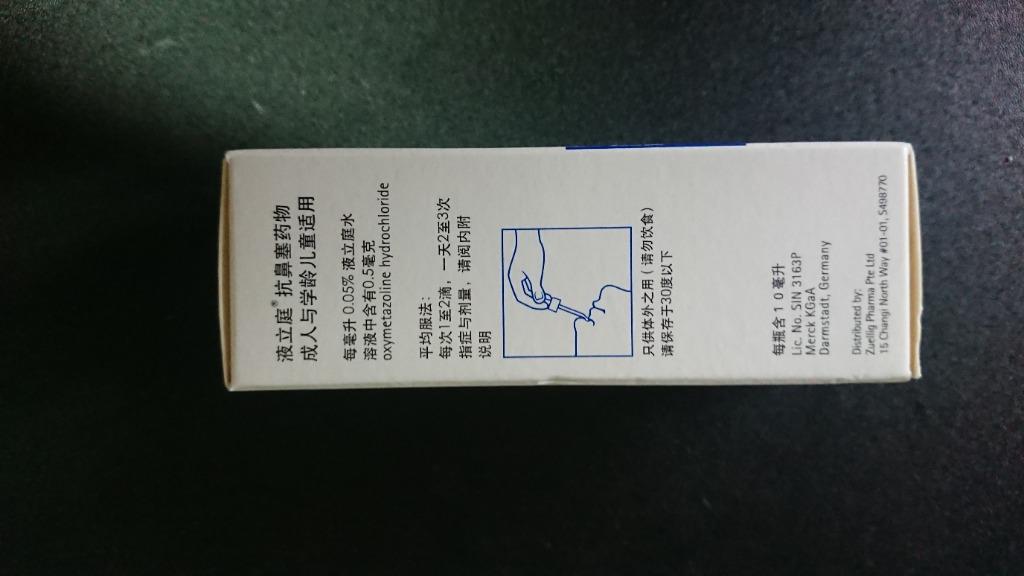 液立庭® 抗鼻塞药物
成人与学龄儿童适用
每毫升 0.05% 液立庭水
溶液中含有0.5毫克
oxymetazoline hydrochloride
平均服法：
每次1至2滴，一天2至3次
指症与剂量，请阅内附
说明
只供体外之用 ( 请勿饮食)
请保存于30度以下
每瓶含 1 0 毫升
Lic. No. SIN 3163P
Merck KGaA
Darmstadt, Germany
Distributed by:
Zuellig Pharma Pte Ltd
15 Changi North Way #01-01, S498770